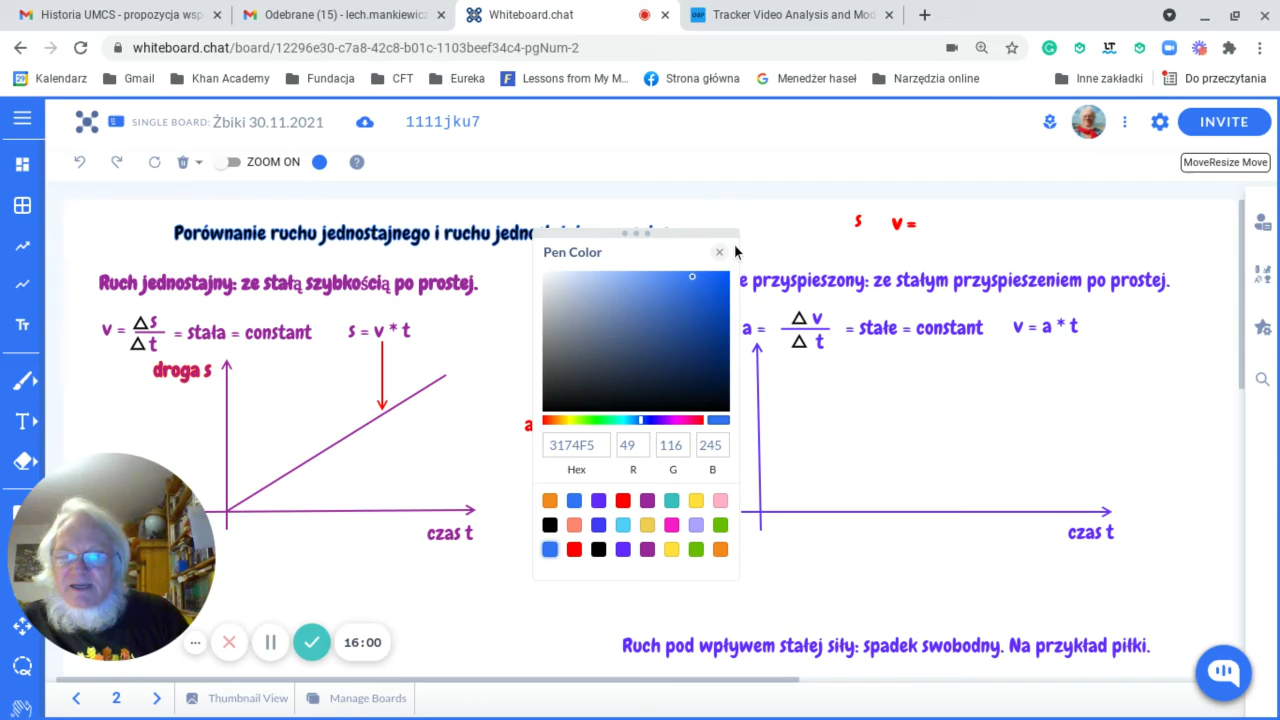 Historia UMCS - propozycja wsp
Odebrane (15) - lech.mankiewicz
Whiteboard.chat
OSP
Tracker Video Analysis and Mod
whiteboard.chat/board/12296e30-c7a8-42c8-b01c-1103beef34c4-pgNum-2
Kalendarz
Gmail
Khan Academy
Fundacja
CFT
Eureka
Lessons from My M...
Strona główna
Menedżer haseł
Narzędzia online
Inne zakładki
Do przeczytania
SINGLE BOARD: Żbiki 30.11.2021
1111jku7
INVITE
ZOOM ON
MoveResize Move
s v =
Porównanie ruchu jednostajnego i ruchu
Pen Color
Ruch jednostajny: ze stałą szybkością po prostej.
e przyspieszony: ze stałym przyspieszeniem po prostej.
v = Δs / Δt = stała = constant s = v * t
a = Δ v / Δ t = stałe = constant v = a * t
droga s
czas t
3174F5 49 116 245
Hex R G B
czas t
16:00
Ruch pod wpływem stałej siły: spadek swobodny. Na przykład piłki.
2
Thumbnail View
Manage Boards